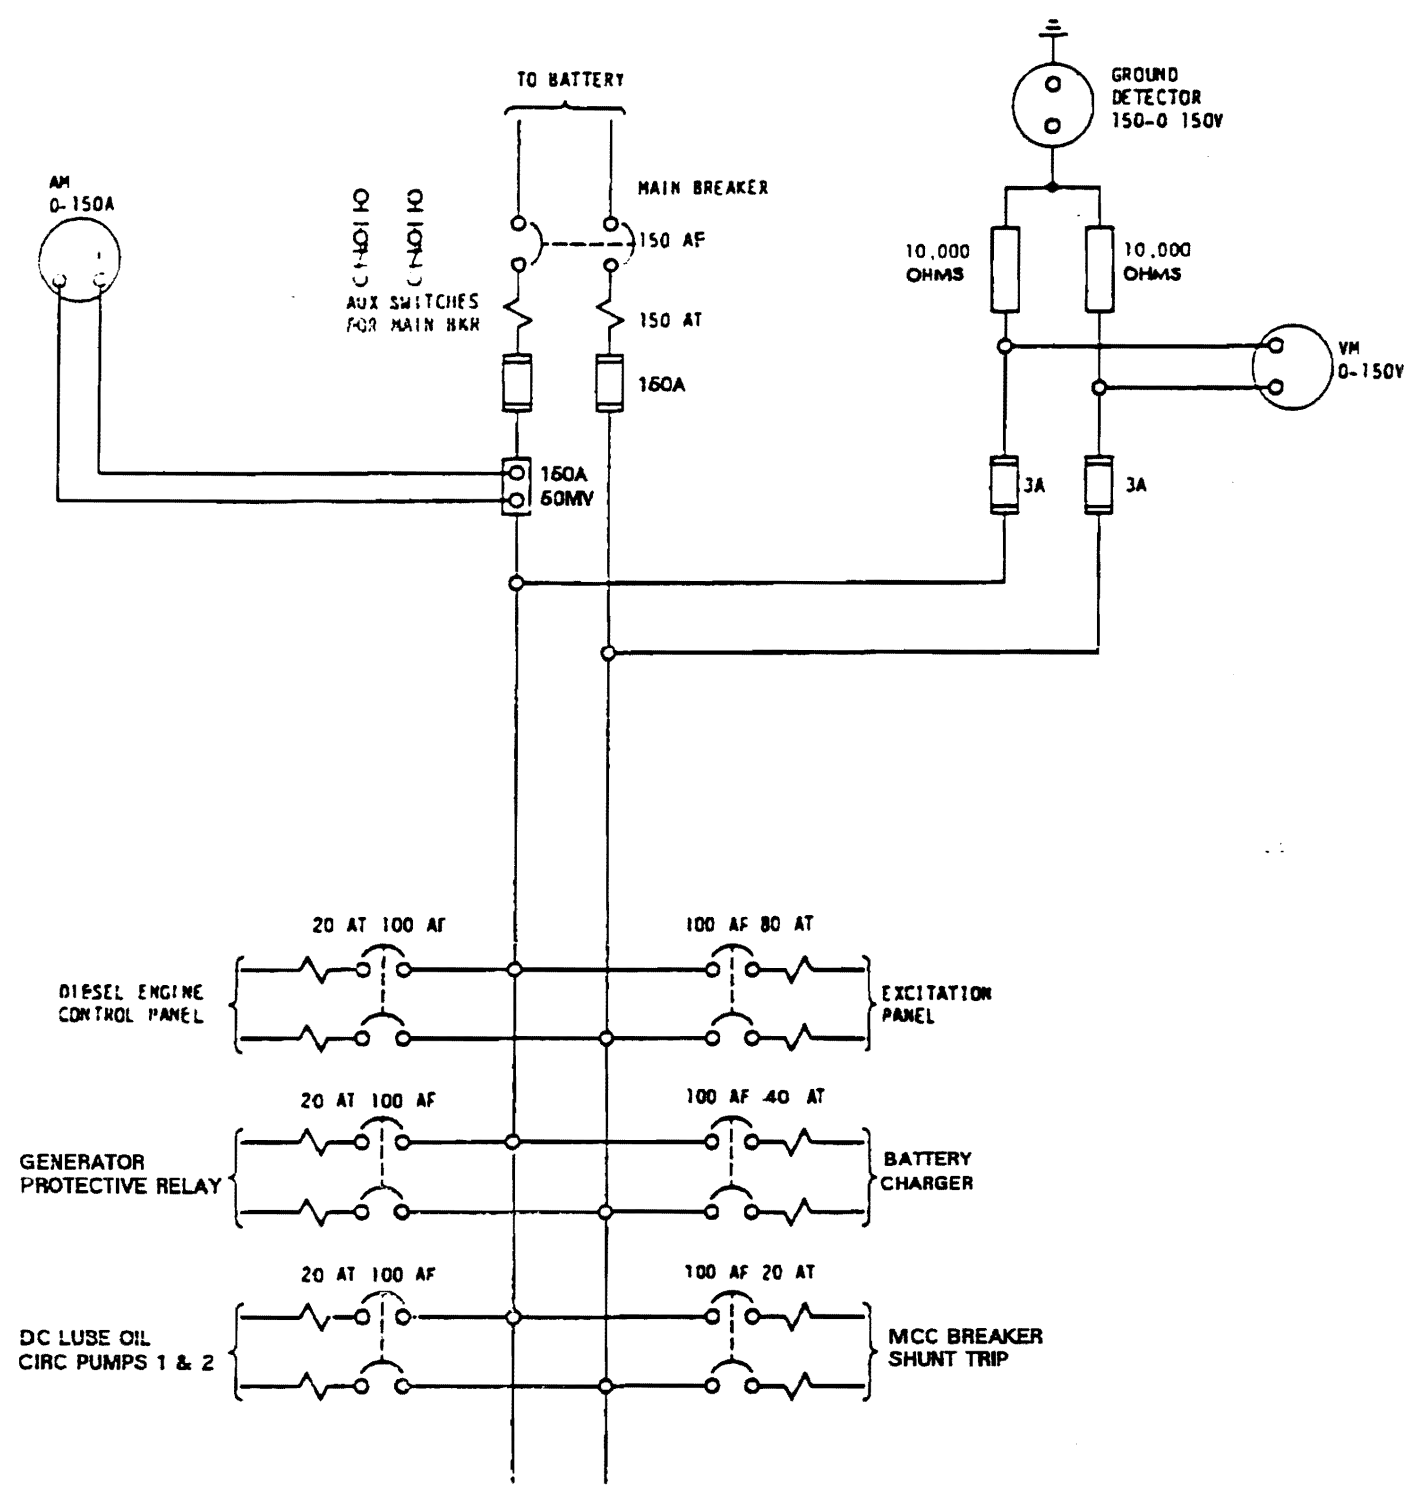 TO BATTERY
GROUND
DETECTOR
150-0 150V
AM
0-150A
MAIN BREAKER
150 AF
10,000
OHMS
10,000
OHMS
AUX SWITCHES
FOR MAIN BKR
150 AT
VM
0-150V
150A
150A
50MV
3A
3A
20 AT 100 AF
100 AF 80 AT
DIESEL ENGINE
CONTROL PANEL
EXCITATION
PANEL
20 AT 100 AF
100 AF 40 AT
GENERATOR
PROTECTIVE RELAY
BATTERY
CHARGER
20 AT 100 AF
100 AF 20 AT
DC LUBE OIL
CIRC PUMPS 1 & 2
MCC BREAKER
SHUNT TRIP